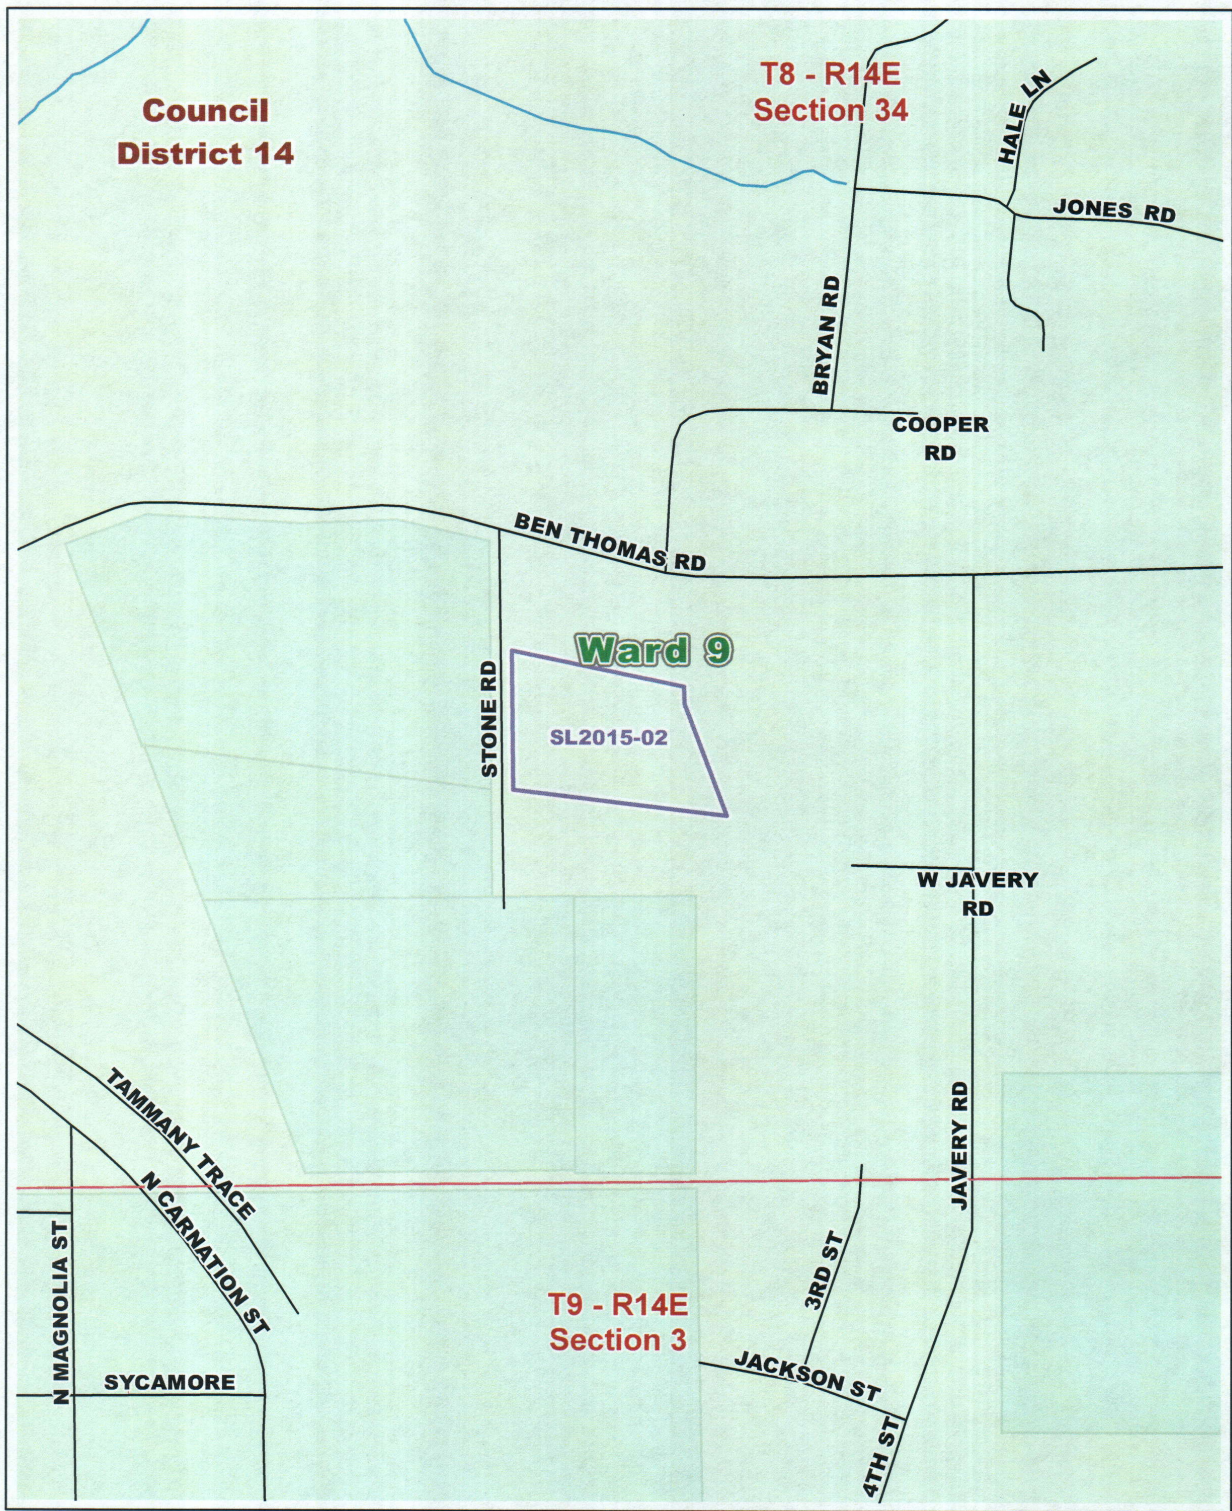 T8 - R14E
Section 34
Council
District 14
HALE LN
JONES RD
BRYAN RD
COOPER
RD
BEN THOMAS RD
Ward 9
STONE RD
SL2015-02
W JAVERY
RD
TAMMANY TRACE
JAVERY RD
N CARNATION ST
N MAGNOLIA ST
3RD ST
T9 - R14E
Section 3
JACKSON ST
SYCAMORE
4TH ST